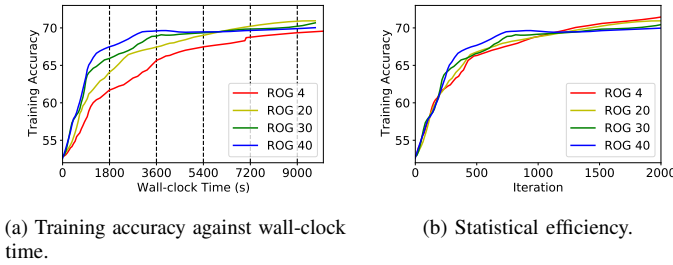 Training Accuracy
70
65
60
55
0 1800 3600 5400 7200 9000
Wall-clock Time (s)
ROG 4
ROG 20
ROG 30
ROG 40
Training Accuracy
70
65
60
55
0 500 1000 1500 2000
Iteration
ROG 4
ROG 20
ROG 30
ROG 40
(a) Training accuracy against wall-clock
time.
(b) Statistical efficiency.